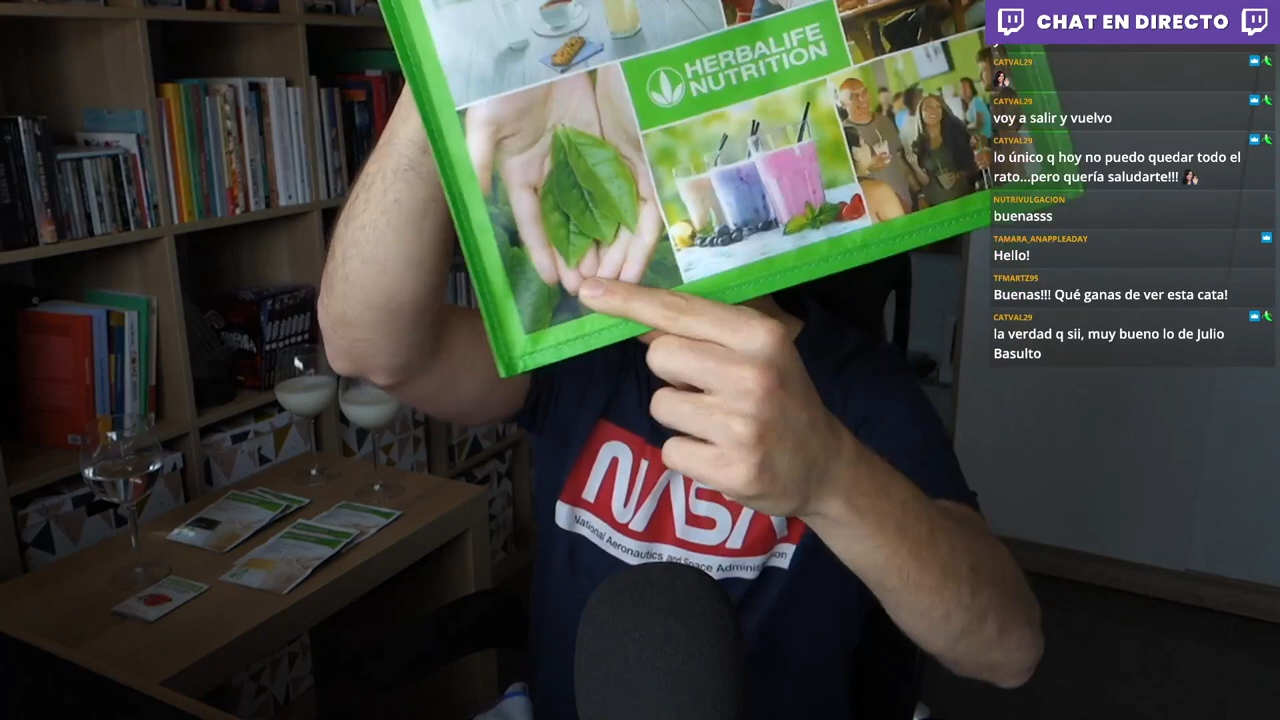 CHAT EN DIRECTO
CATVAL29
CATVAL29
voy a salir y vuelvo
CATVAL29
lo único q hoy no puedo quedar todo el
rato...pero quería saludarte!!!
NUTRIVULGACION
buenasss
TAMARA_ANAPPLEADAY
Hello!
TFMARTZ95
Buenas!!! Qué ganas de ver esta cata!
CATVAL29
la verdad q sii, muy bueno lo de Julio
Basulto
HERBALIFE
NUTRITION
NASA
National Aeronautics and Space Administration